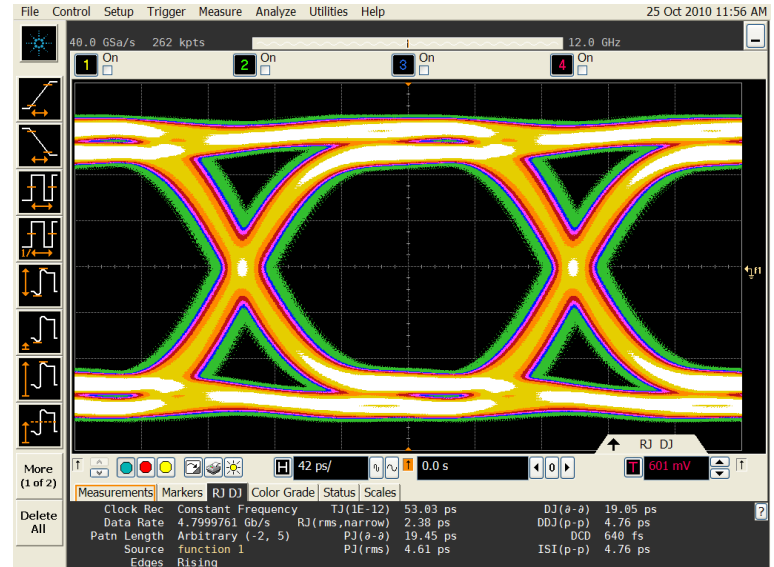 File Control Setup Trigger Measure Analyze Utilities Help 25 Oct 2010 11:56 AM
40.0 GSa/s 262 kpts 12.0 GHz
1 On 2 On 3 On 4 On
f1
1/
RJ DJ
More
(1 of 2)
H 42 ps/ 0.0 s 0 T 601 mV
Measurements Markers RJ DJ Color Grade Status Scales
Delete
All
?
Clock Rec Constant Frequency TJ(1E-12) 53.03 ps DJ(∂-∂) 19.05 ps
Data Rate 4.7999761 Gb/s RJ(rms,narrow) 2.38 ps DDJ(p-p) 4.76 ps
Patn Length Arbitrary (-2, 5) PJ(∂-∂) 19.45 ps DCD 640 fs
Source function 1 PJ(rms) 4.61 ps ISI(p-p) 4.76 ps
Edges Rising